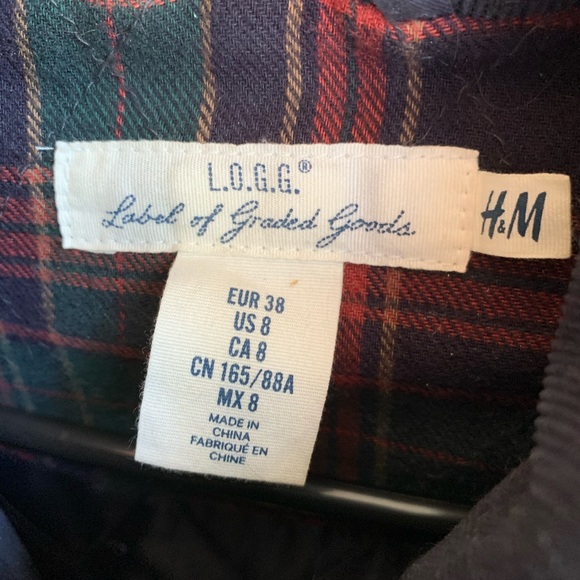 L.O.G.G.®
Label of Graded Goods.
H&M
EUR 38
US 8
CA 8
CN 165/88A
MX 8
MADE IN
CHINA
FABRIQUÉ EN
CHINE